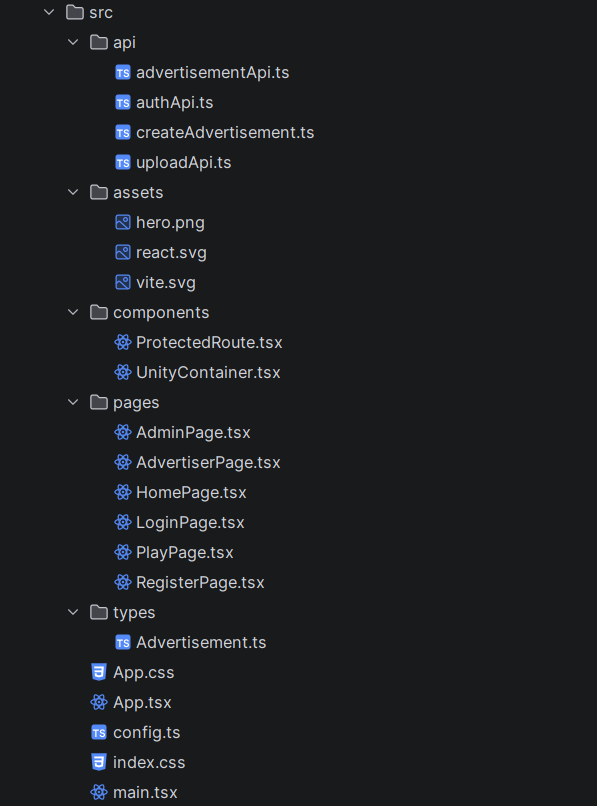 src
api
TS advertisementApi.ts
TS authApi.ts
TS createAdvertisement.ts
TS uploadApi.ts
assets
hero.png
react.svg
vite.svg
components
ProtectedRoute.tsx
UnityContainer.tsx
pages
AdminPage.tsx
AdvertiserPage.tsx
HomePage.tsx
LoginPage.tsx
PlayPage.tsx
RegisterPage.tsx
types
TS Advertisement.ts
App.css
App.tsx
TS config.ts
index.css
main.tsx